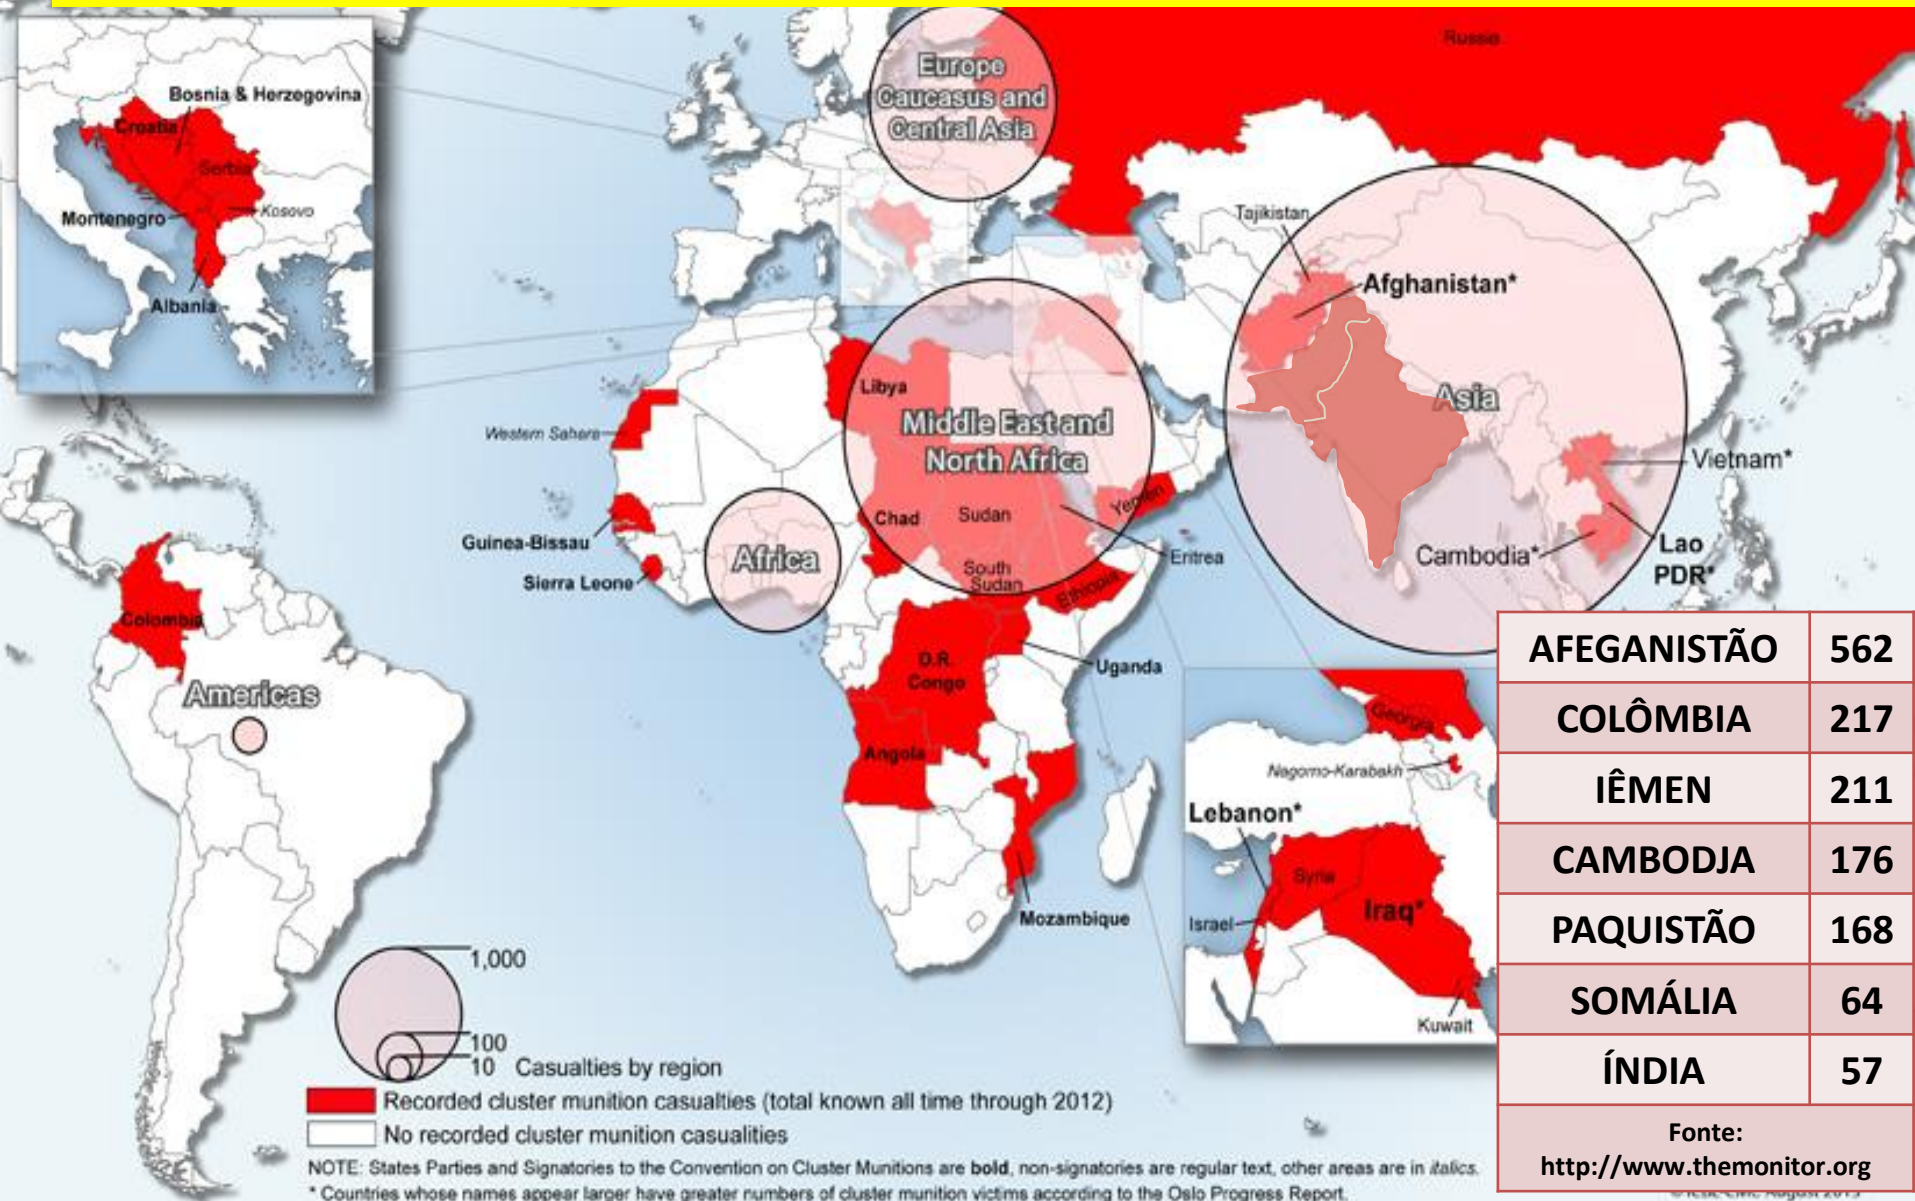 Russia
Europe
Caucasus and
Central Asia
Bosnia & Herzegovina
Croatia
Serbia
Montenegro
Kosovo
Albania
Tajikistan
Afghanistan*
Asia
Vietnam*
Cambodia*
Lao
PDR*
Libya
Middle East and
North Africa
Western Sahara
Chad
Sudan
Yemen
Guinea-Bissau
Africa
Eritrea
Sierra Leone
South
Sudan
Ethiopia
Colombia
D.R.
Congo
Uganda
Americas
Angola
Mozambique
Georgia
Nagorno-Karabakh
Lebanon*
Syria
Iraq*
Israel
Kuwait
AFEGANISTÃO 562
COLÔMBIA 217
IÊMEN 211
CAMBODJA 176
PAQUISTÃO 168
SOMÁLIA 64
ÍNDIA 57
Fonte:
http://www.themonitor.org
1,000
100
10 Casualties by region
Recorded cluster munition casualties (total known all time through 2012)
No recorded cluster munition casualities
NOTE: States Parties and Signatories to the Convention on Cluster Munitions are bold, non-signatories are regular text, other areas are in italics.
* Countries whose names appear larger have greater numbers of cluster munition victims according to the Oslo Progress Report.